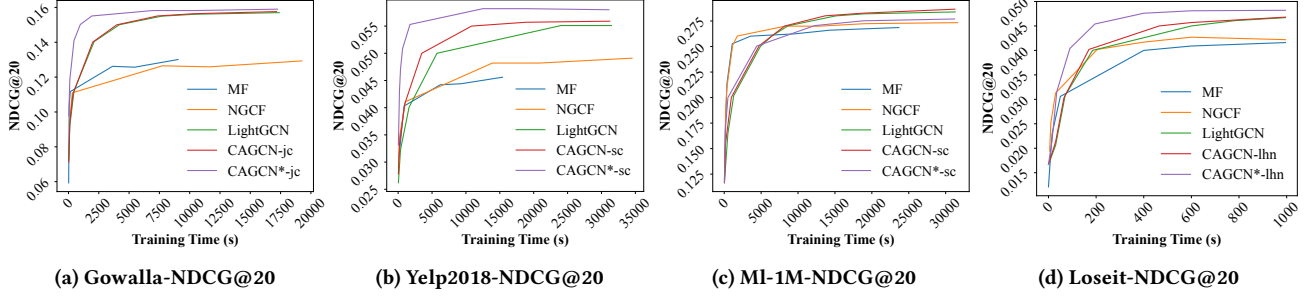 NDCG@20
0.16
0.14
0.12
0.10
0.08
0.06
0
2500
5000
7500
10000
12500
15000
17500
20000
Training Time (s)
MF
NGCF
LightGCN
CAGCN-jc
CAGCN*-jc
(a) Gowalla-NDCG@20
NDCG@20
0.055
0.050
0.045
0.040
0.035
0.030
0.025
0
5000
10000
15000
20000
25000
30000
35000
Training Time (s)
MF
NGCF
LightGCN
CAGCN-sc
CAGCN*-sc
(b) Yelp2018-NDCG@20
NDCG@20
0.275
0.250
0.225
0.200
0.175
0.150
0.125
0
5000
10000
15000
20000
25000
30000
Training Time (s)
MF
NGCF
LightGCN
CAGCN-sc
CAGCN*-sc
(c) Ml-1M-NDCG@20
NDCG@20
0.050
0.045
0.040
0.035
0.030
0.025
0.020
0.015
0
200
400
600
800
1000
Training Time (s)
MF
NGCF
LightGCN
CAGCN-lhn
CAGCN*-lhn
(d) Loseit-NDCG@20